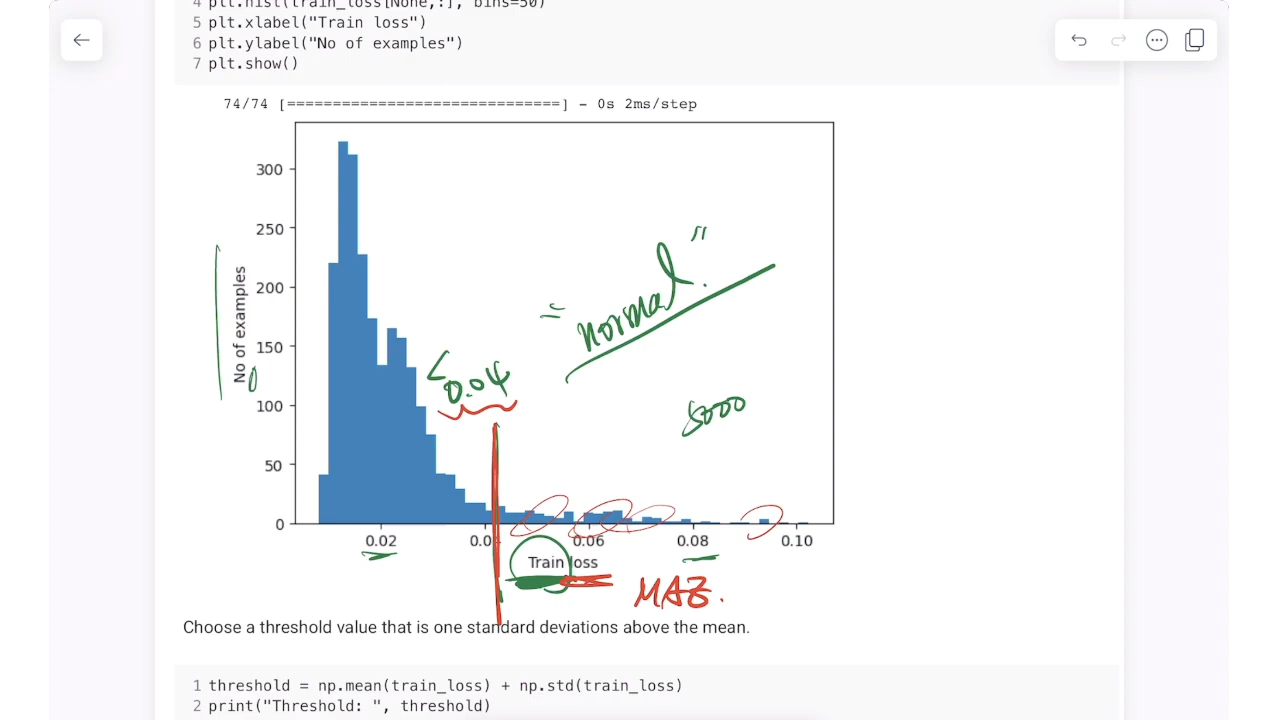 4 plt.hist(train_loss[None,:], bins=50)
5 plt.xlabel("Train loss")
6 plt.ylabel("No of examples")
7 plt.show()
74/74 [==============================] - 0s 2ms/step
300
250
200
150
100
50
0
No of examples
"normal"
<0.04
5000
0.02
0.06
0.08
0.10
Train loss
MAE.
Choose a threshold value that is one standard deviations above the mean.
1 threshold = np.mean(train_loss) + np.std(train_loss)
2 print("Threshold: ", threshold)